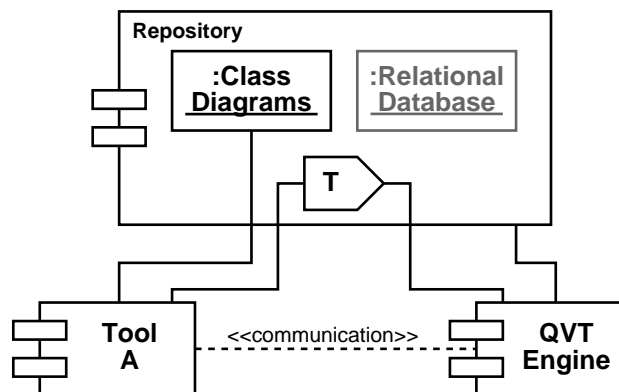 Repository
:Class
Diagrams
:Relational
Database
T
Tool
A
<<communication>>
QVT
Engine